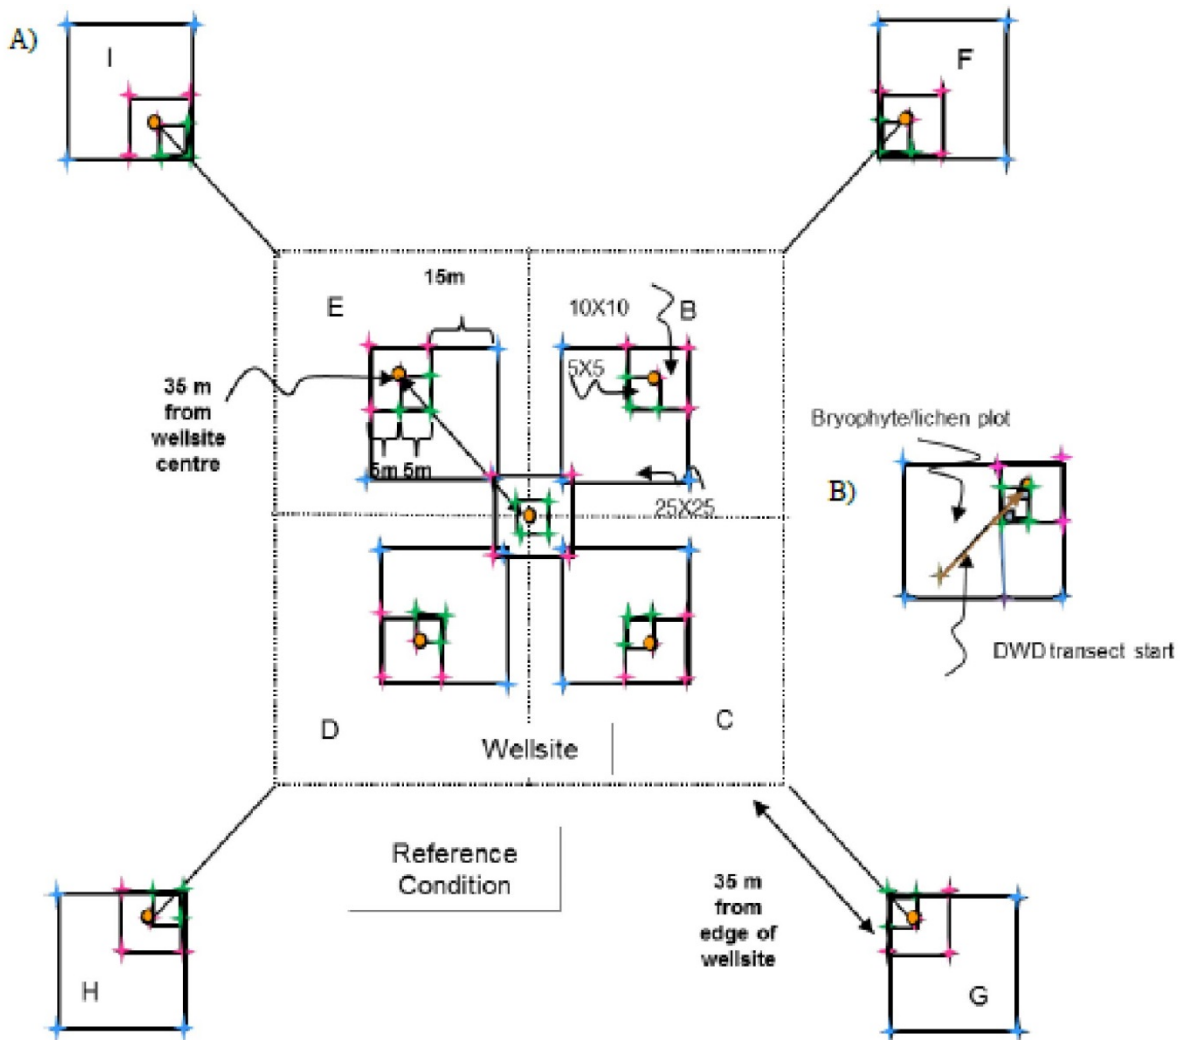 A)
I
F
15m
E
10X10
B
5X5
35 m
from
wellsite
centre
5m 5m
25X25
Bryophyte/lichen plot
B)
DWD transect start
D
C
Wellsite
Reference
Condition
35 m
from
edge of
wellsite
H
G